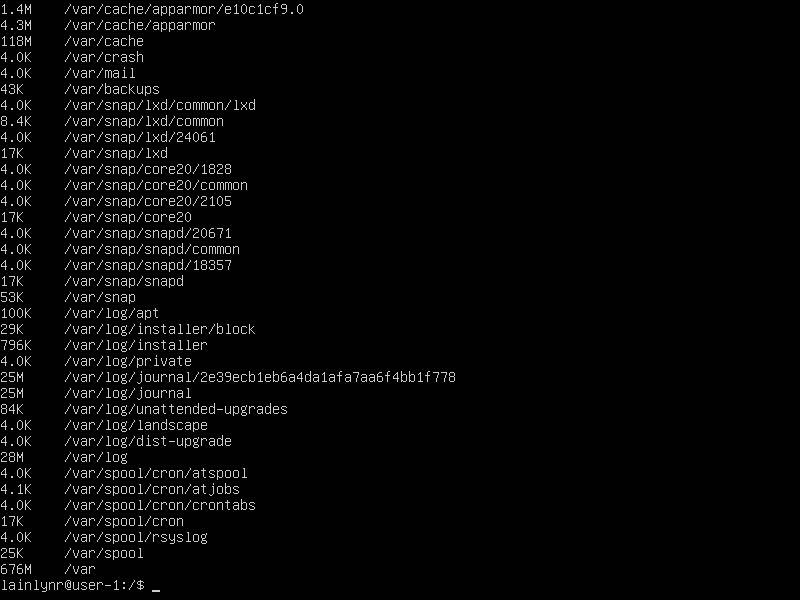 1.4M	/var/cache/apparmor/e10c1cf9.0
4.3M	/var/cache/apparmor
118M	/var/cache
4.0K	/var/crash
4.0K	/var/mail
43K	/var/backups
4.0K	/var/snap/lxd/common/lxd
8.4K	/var/snap/lxd/common
4.0K	/var/snap/lxd/24061
17K	/var/snap/lxd
4.0K	/var/snap/core20/1828
4.0K	/var/snap/core20/common
4.0K	/var/snap/core20/2105
17K	/var/snap/core20
4.0K	/var/snap/snapd/20671
4.0K	/var/snap/snapd/common
4.0K	/var/snap/snapd/18357
17K	/var/snap/snapd
53K	/var/snap
100K	/var/log/apt
29K	/var/log/installer/block
796K	/var/log/installer
4.0K	/var/log/private
25M	/var/log/journal/2e39ecb1eb6a4da1afa7aa6f4bb1f778
25M	/var/log/journal
84K	/var/log/unattended-upgrades
4.0K	/var/log/landscape
4.0K	/var/log/dist-upgrade
28M	/var/log
4.0K	/var/spool/cron/atspool
4.1K	/var/spool/cron/atjobs
4.0K	/var/spool/cron/crontabs
17K	/var/spool/cron
4.0K	/var/spool/rsyslog
25K	/var/spool
676M	/var
lainlynr@user-1:/$ _